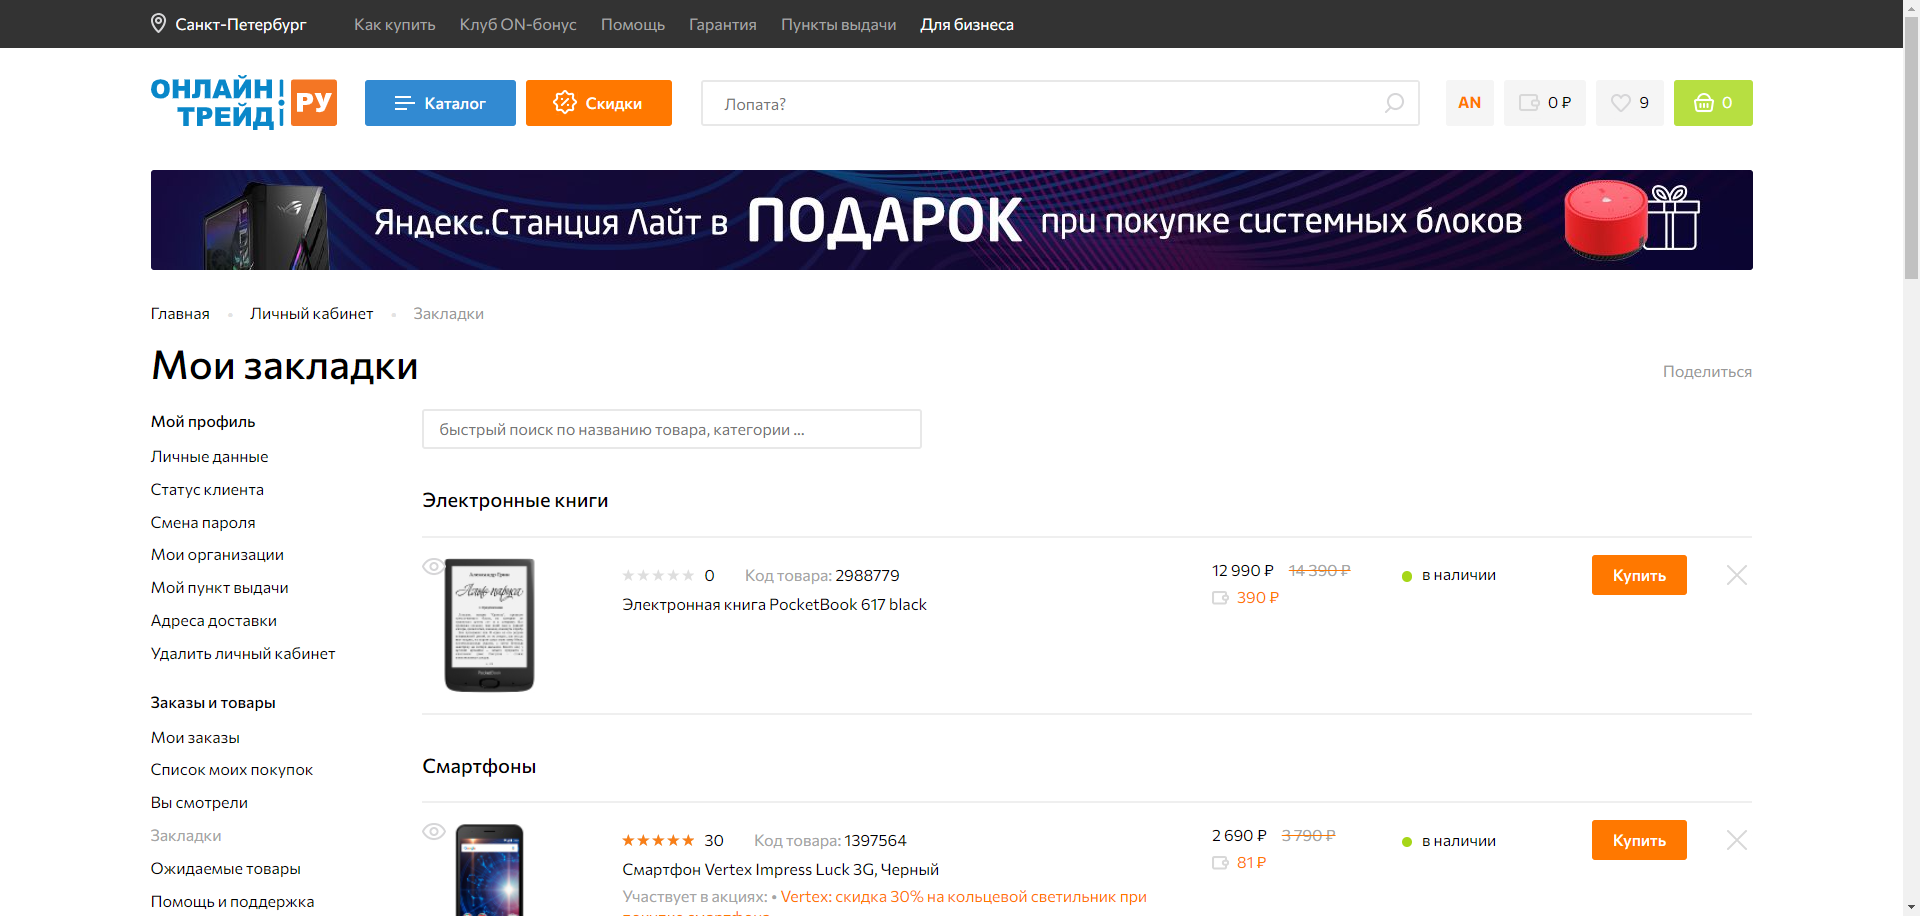 Санкт-Петербург Как купить Клуб ON-бонус Помощь Гарантия Пункты выдачи Для бизнеса
ОНЛАЙН ТРЕЙД РУ
Каталог Скидки Лопата? AN 0 ₽ 9 0
Яндекс.Станция Лайт в ПОДАРОК при покупке системных блоков
Главная • Личный кабинет • Закладки
Мои закладки
Поделиться
Мой профиль
Личные данные
Статус клиента
Смена пароля
Мои организации
Мой пункт выдачи
Адреса доставки
Удалить личный кабинет
Заказы и товары
Мои заказы
Список моих покупок
Вы смотрели
Закладки
Ожидаемые товары
Помощь и поддержка
быстрый поиск по названию товара, категории ...
Электронные книги
Александр Грин
Алые паруса
0 Код товара: 2988779
Электронная книга PocketBook 617 black
12 990 ₽ 14 390 ₽
390 ₽
в наличии
Купить
Смартфоны
30 Код товара: 1397564
Смартфон Vertex Impress Luck 3G, Черный
Участвует в акциях: • Vertex: скидка 30% на кольцевой светильник при
2 690 ₽ 3 790 ₽
81 ₽
в наличии
Купить